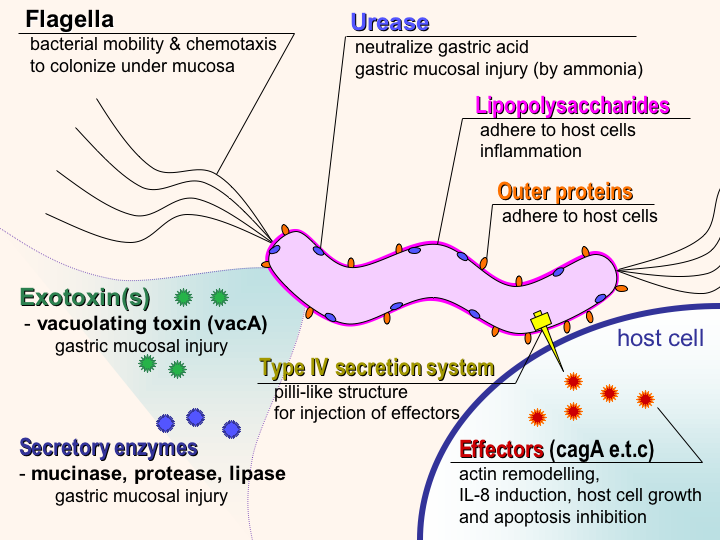 Flagella
bacterial mobility & chemotaxis
to colonize under mucosa
Urease
neutralize gastric acid
gastric mucosal injury (by ammonia)
Lipopolysaccharides
adhere to host cells
inflammation
Outer proteins
adhere to host cells
Exotoxin(s)
- vacuolating toxin (vacA)
gastric mucosal injury
host cell
Type IV secretion system
pilli-like structure
for injection of effectors
Secretory enzymes
- mucinase, protease, lipase
gastric mucosal injury
Effectors (cagA e.t.c)
actin remodelling,
IL-8 induction, host cell growth
and apoptosis inhibition